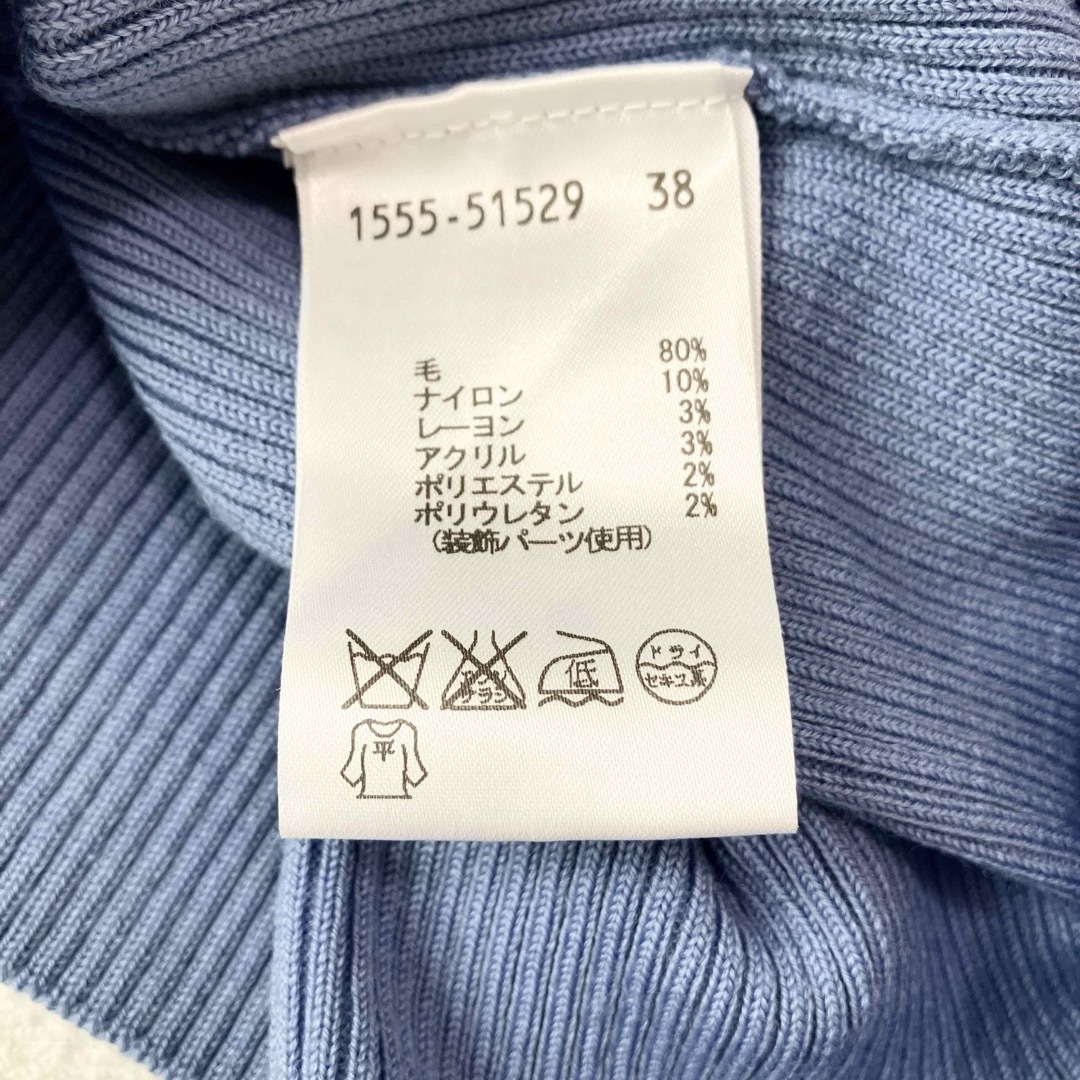 1555-51529 38
毛 80%
ナイロン 10%
レーヨン 3%
アクリル 3%
ポリエステル 2%
ポリウレタン 2%
(装飾パーツ使用)
低
ドライ
セキユ系
平